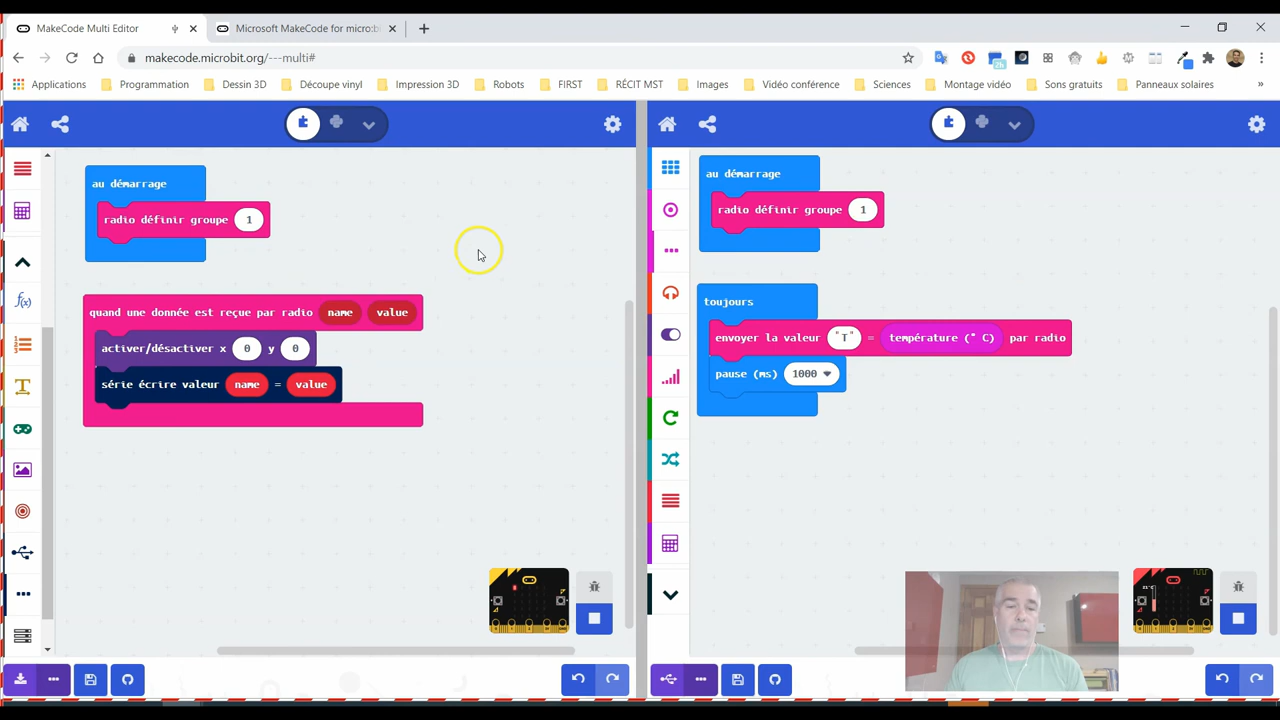 MakeCode Multi Editor
Microsoft MakeCode for micro:b
makecode.microbit.org/---multi#
Applications
Programmation
Dessin 3D
Découpe vinyl
Impression 3D
Robots
FIRST
RÉCIT MST
Images
Vidéo conférence
Sciences
Montage vidéo
Sons gratuits
Panneaux solaires
»
au démarrage
radio définir groupe 1
quand une donnée est reçue par radio name value
activer/désactiver x 0 y 0
série écrire valeur name = value
au démarrage
radio définir groupe 1
toujours
envoyer la valeur "T" = température (° C) par radio
pause (ms) 1000
21°C